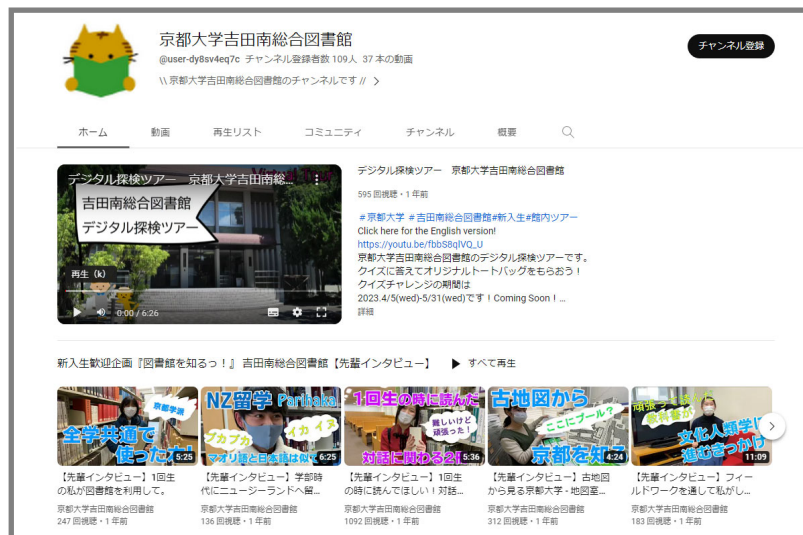 京都大学吉田南総合図書館
@user-dy8sv4eq7c チャンネル登録者数 109人 37 本の動画
\\ 京都大学吉田南総合図書館のチャンネルです //
チャンネル登録
ホーム 動画 再生リスト コミュニティ チャンネル 概要
デジタル探検ツアー 京都大学吉田南総...
吉田南総合図書館
デジタル探検ツアー
再生 (k)
0:00 / 6:26
デジタル探検ツアー 京都大学吉田南総合図書館
595 回視聴・1 年前
#京都大学 #吉田南総合図書館#新入生#館内ツアー
Click here for the English version!
https://youtu.be/fbbS8qlVQ_U
京都大学吉田南総合図書館のデジタル探検ツアーです。
クイズに答えてオリジナルトートバッグをもらおう！
クイズチャレンジの期間は
2023.4/5(wed)-5/31(wed)です！Coming Soon！...
詳細
新入生歓迎企画『図書館を知るっ！』 吉田南総合図書館【先輩インタビュー】 すべて再生
京都学派
全学共通で
使った本！
5:25
NZ留学 Parihaka
プカプカ
イカ イヌ
マオリ語と日本語は似て
6:25
1回生の時に読んだ
難しいけど
頑張った！
対話に関わる2冊
5:36
古地図から
ここにプール？
京都を知る
4:24
頑張って読んだ
教科書が
文化人類学に
進むきっかけ
11:09
【先輩インタビュー】1回生
の私が図書館を利用して。
京都大学吉田南総合図書館
247 回視聴・1 年前
【先輩インタビュー】学部時
代にニュージーランドへ留...
京都大学吉田南総合図書館
136 回視聴・1 年前
【先輩インタビュー】1回生
の時に読んでほしい！対話...
京都大学吉田南総合図書館
1092 回視聴・1 年前
【先輩インタビュー】古地図
から見る京都大学 - 地図室...
京都大学吉田南総合図書館
312 回視聴・1 年前
【先輩インタビュー】フィー
ルドワークを通して私がし...
京都大学吉田南総合図書館
183 回視聴・1 年前